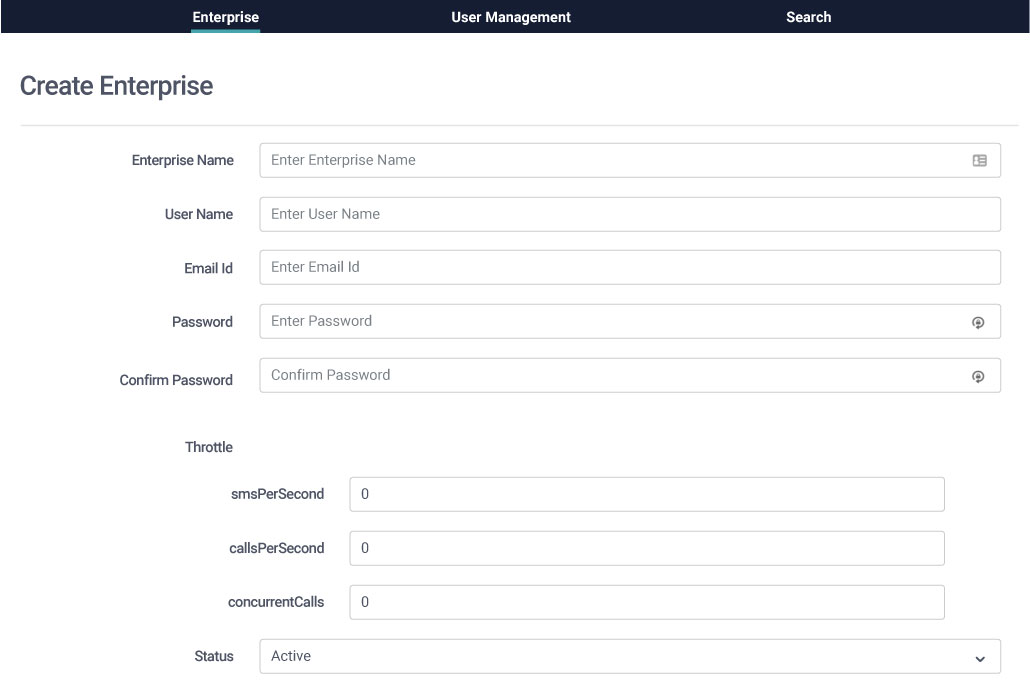 Enterprise User Management Search
Create Enterprise
Enterprise Name Enter Enterprise Name
User Name Enter User Name
Email Id Enter Email Id
Password Enter Password
Confirm Password Confirm Password
Throttle
smsPerSecond 0
callsPerSecond 0
concurrentCalls 0
Status Active